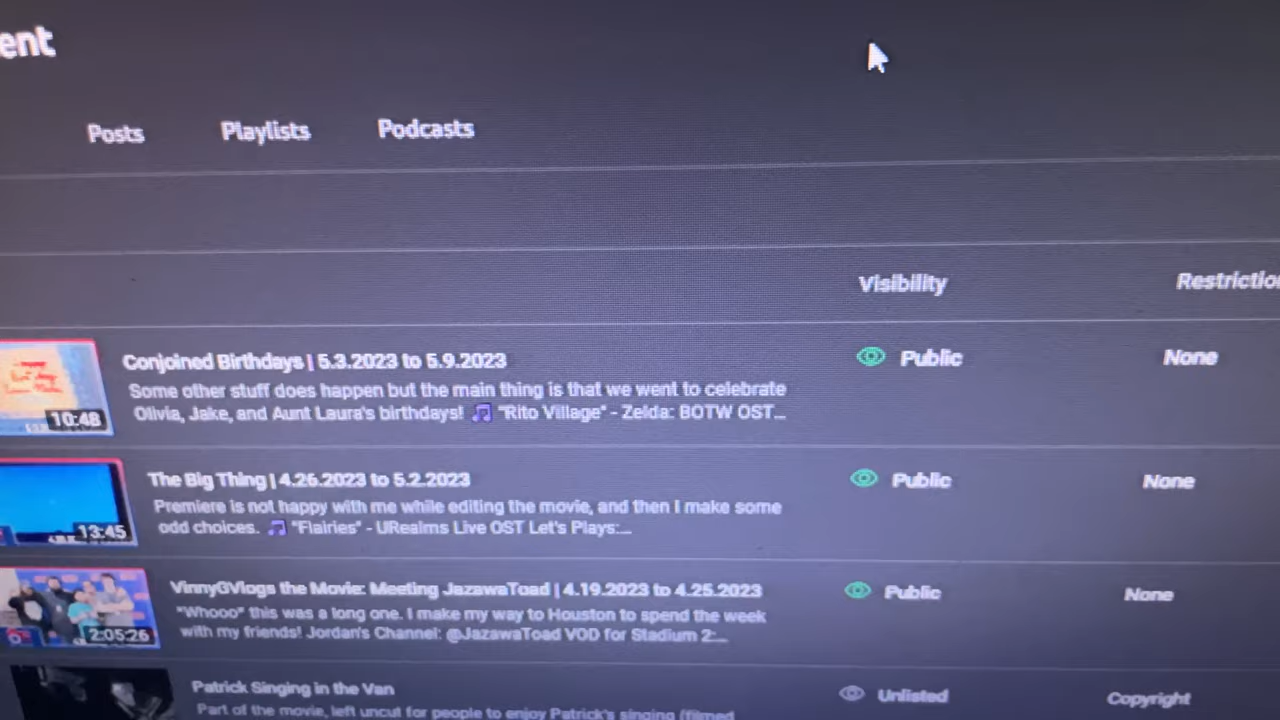 ent
Posts Playlists Podcasts
Visibility Restrictio
Conjoined Birthdays | 5.3.2023 to 5.9.2023
Some other stuff does happen but the main thing is that we went to celebrate
Olivia, Jake, and Aunt Laura's birthdays! 🎵 "Rito Village" - Zelda: BOTW OST...
10:48
Public None
The Big Thing | 4.26.2023 to 5.2.2023
Premiere is not happy with me while editing the movie, and then I make some
odd choices. 🎵 "Flairies" - URealms Live OST Let's Plays:...
13:45
Public None
VinnyGVlogs the Movie: Meeting JazawaToad | 4.19.2023 to 4.25.2023
"Whooo" this was a long one. I make my way to Houston to spend the week
with my friends! Jordan's Channel: @JazawaToad VOD for Stadium 2:...
2:05:26
Public None
Patrick Singing in the Van
Part of the movie, left uncut for people to enjoy Patrick's singing (filmed
Unlisted Copyright